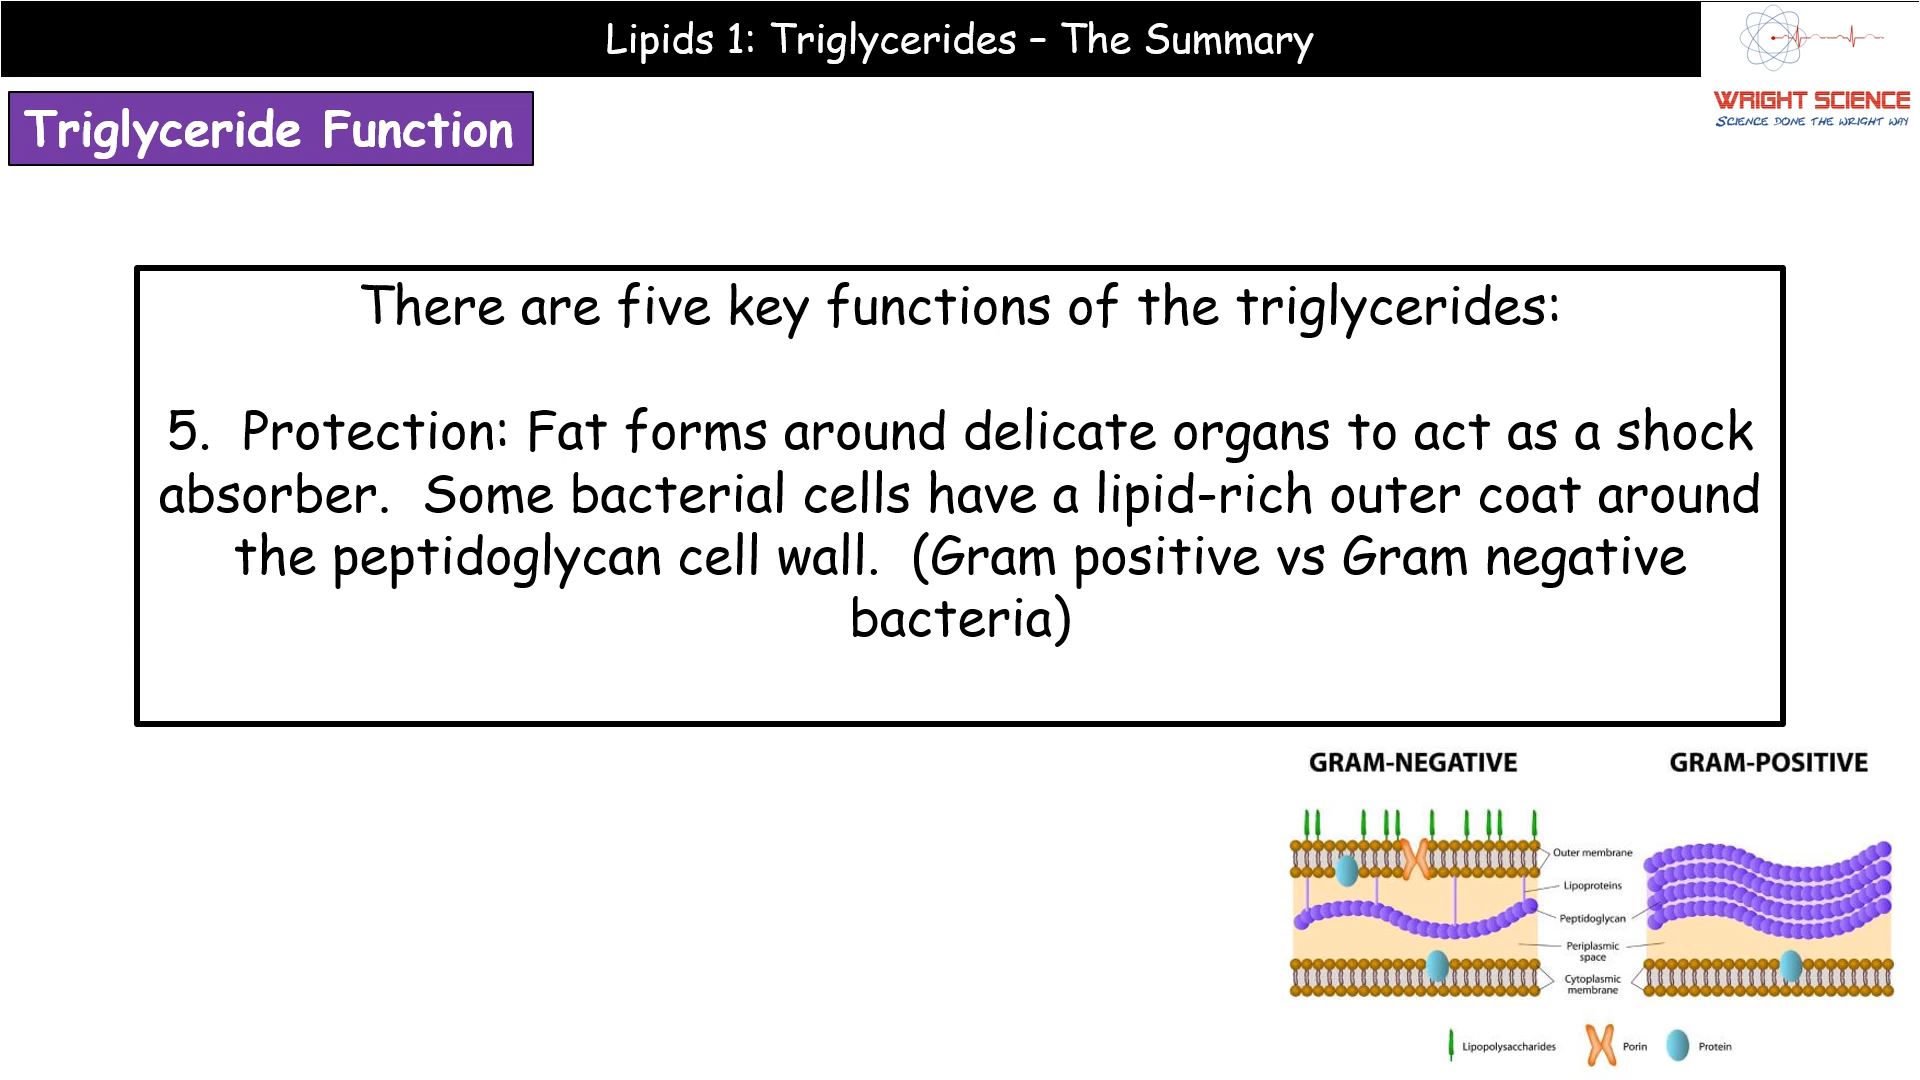 Lipids 1: Triglycerides – The Summary
WRIGHT SCIENCE
SCIENCE DONE THE WRIGHT WAY
Triglyceride Function
There are five key functions of the triglycerides:
5.  Protection: Fat forms around delicate organs to act as a shock
absorber.  Some bacterial cells have a lipid-rich outer coat around
the peptidoglycan cell wall.  (Gram positive vs Gram negative
bacteria)
GRAM-NEGATIVE
GRAM-POSITIVE
Outer membrane
Lipoproteins
Peptidoglycan
Periplasmic
space
Cytoplasmic
membrane
Lipopolysaccharides
Porin
Protein